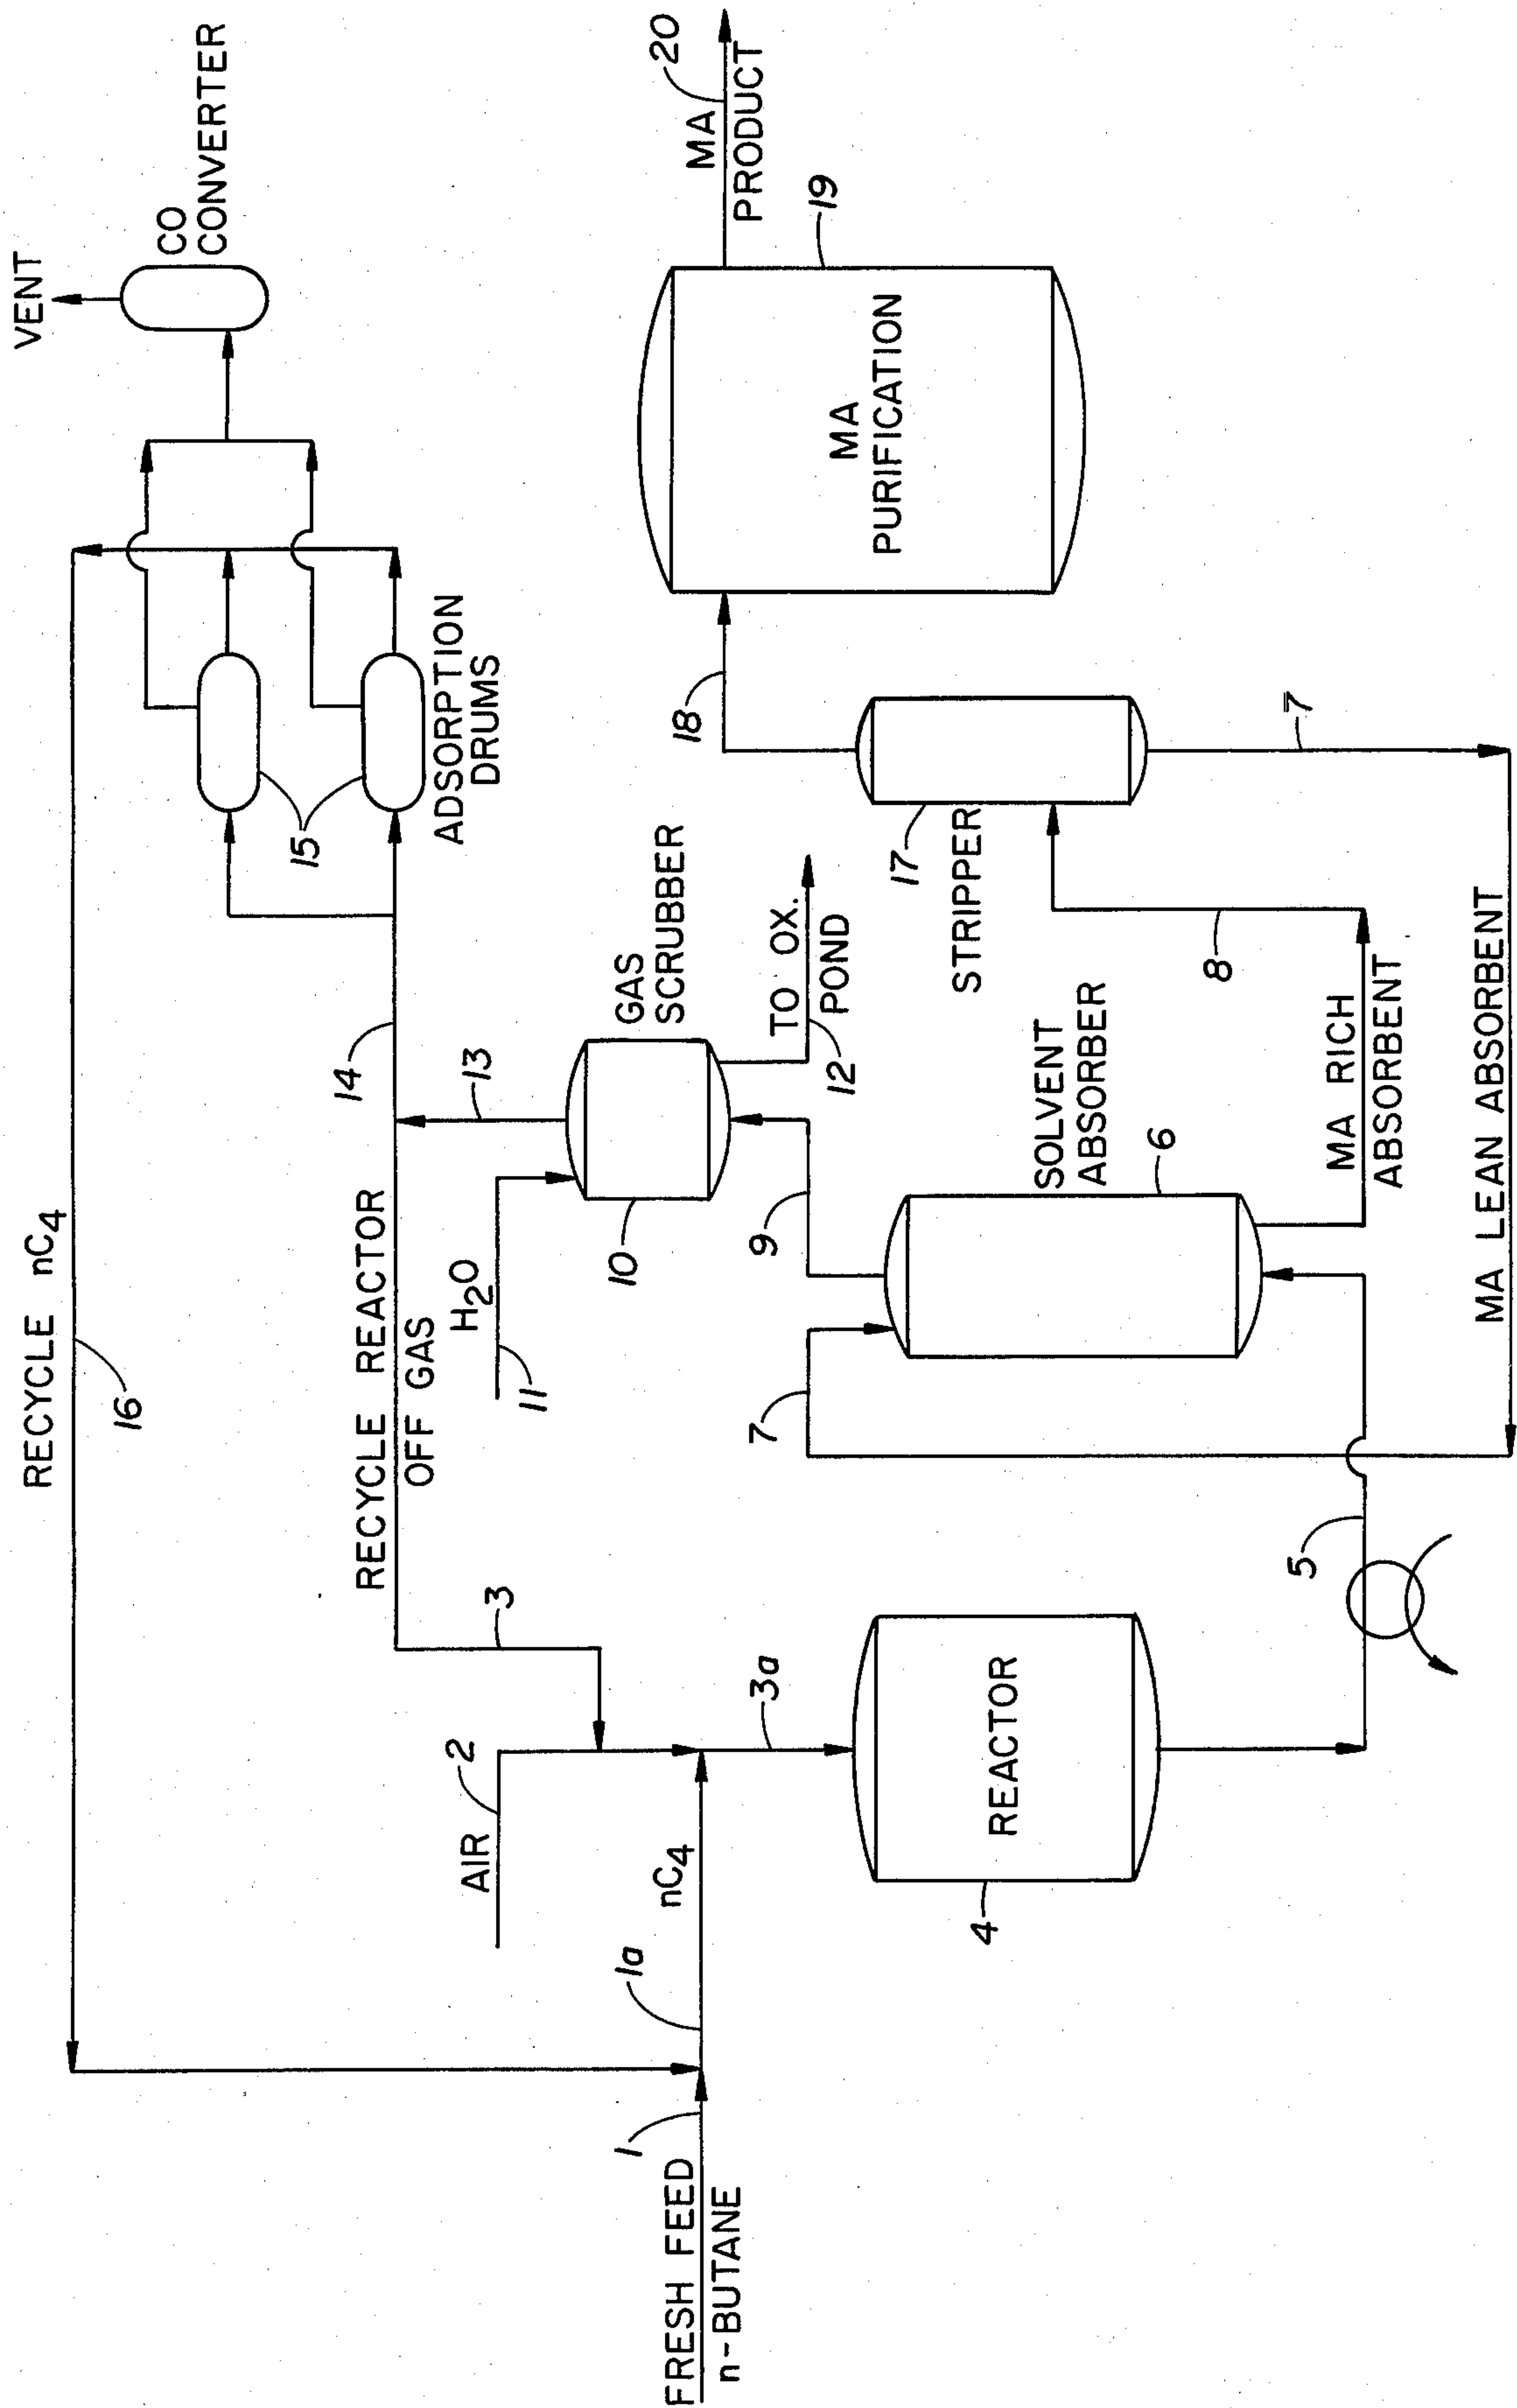 RECYCLE nC4
16
VENT
CO
CONVERTER
15
ADSORPTION
DRUMS
14
RECYCLE REACTOR
OFF GAS
3
13
H2O
11
GAS
SCRUBBER
10
TO OX.
POND
12
9
AIR
2
nC4
1a
1
FRESH FEED
n-BUTANE
3a
REACTOR
4
5
7
SOLVENT
ABSORBER
6
MA RICH
ABSORBENT
8
STRIPPER
17
18
7
MA LEAN ABSORBENT
MA
PURIFICATION
19
MA
PRODUCT
20